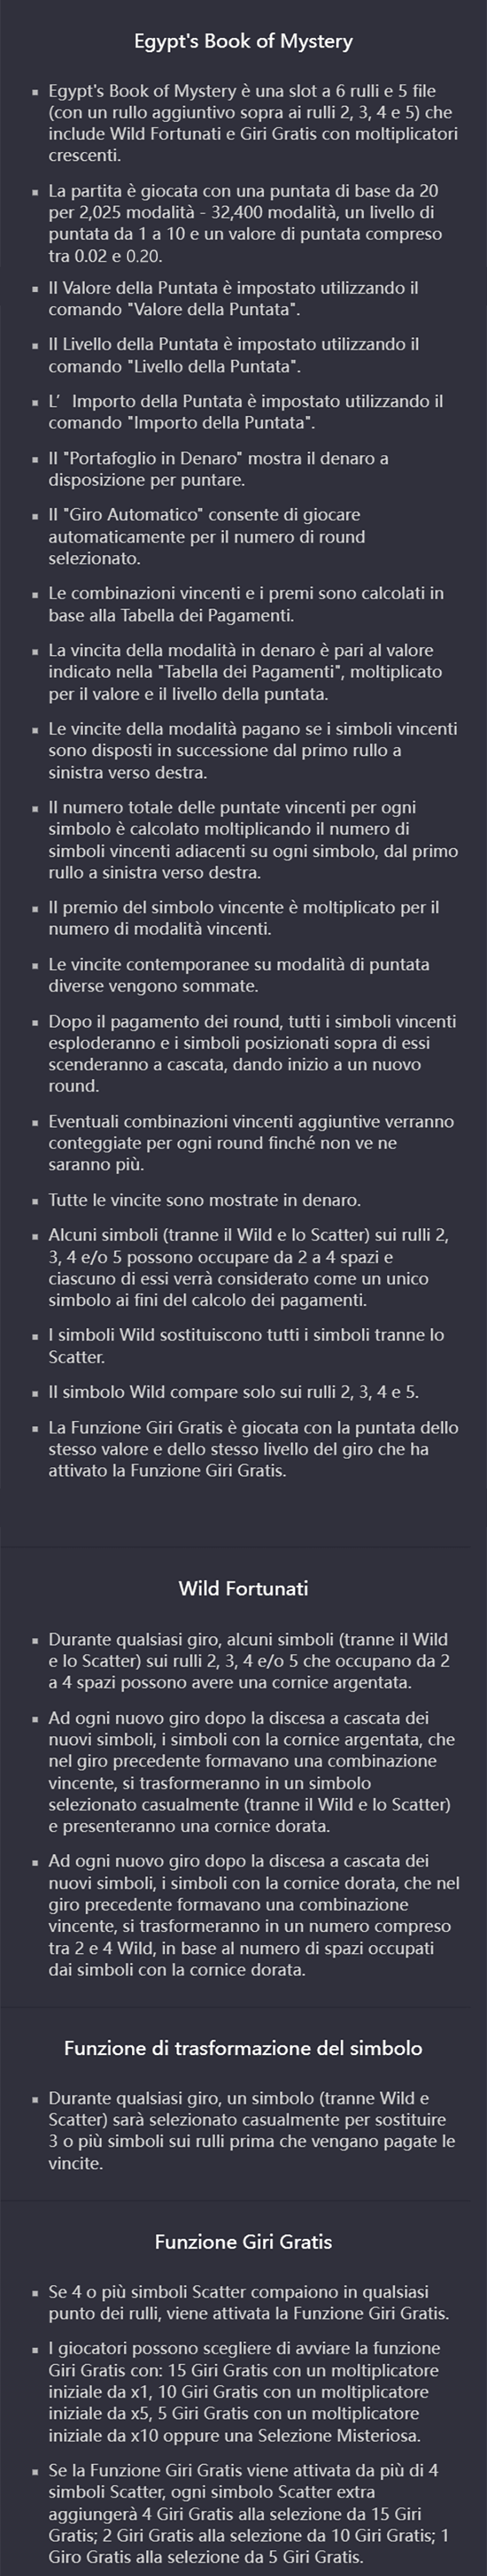 Egypt's Book of Mystery
▪ Egypt's Book of Mystery è una slot a 6 rulli e 5 file
(con un rullo aggiuntivo sopra ai rulli 2, 3, 4 e 5) che
include Wild Fortunati e Giri Gratis con moltiplicatori
crescenti.
▪ La partita è giocata con una puntata di base da 20
per 2,025 modalità - 32,400 modalità, un livello di
puntata da 1 a 10 e un valore di puntata compreso
tra 0.02 e 0.20.
▪ Il Valore della Puntata è impostato utilizzando il
comando "Valore della Puntata".
▪ Il Livello della Puntata è impostato utilizzando il
comando "Livello della Puntata".
▪ L’ Importo della Puntata è impostato utilizzando il
comando "Importo della Puntata".
▪ Il "Portafoglio in Denaro" mostra il denaro a
disposizione per puntare.
▪ Il "Giro Automatico" consente di giocare
automaticamente per il numero di round
selezionato.
▪ Le combinazioni vincenti e i premi sono calcolati in
base alla Tabella dei Pagamenti.
▪ La vincita della modalità in denaro è pari al valore
indicato nella "Tabella dei Pagamenti", moltiplicato
per il valore e il livello della puntata.
▪ Le vincite della modalità pagano se i simboli vincenti
sono disposti in successione dal primo rullo a
sinistra verso destra.
▪ Il numero totale delle puntate vincenti per ogni
simbolo è calcolato moltiplicando il numero di
simboli vincenti adiacenti su ogni simbolo, dal primo
rullo a sinistra verso destra.
▪ Il premio del simbolo vincente è moltiplicato per il
numero di modalità vincenti.
▪ Le vincite contemporanee su modalità di puntata
diverse vengono sommate.
▪ Dopo il pagamento dei round, tutti i simboli vincenti
esploderanno e i simboli posizionati sopra di essi
scenderanno a cascata, dando inizio a un nuovo
round.
▪ Eventuali combinazioni vincenti aggiuntive verranno
conteggiate per ogni round finché non ve ne
saranno più.
▪ Tutte le vincite sono mostrate in denaro.
▪ Alcuni simboli (tranne il Wild e lo Scatter) sui rulli 2,
3, 4 e/o 5 possono occupare da 2 a 4 spazi e
ciascuno di essi verrà considerato come un unico
simbolo ai fini del calcolo dei pagamenti.
▪ I simboli Wild sostituiscono tutti i simboli tranne lo
Scatter.
▪ Il simbolo Wild compare solo sui rulli 2, 3, 4 e 5.
▪ La Funzione Giri Gratis è giocata con la puntata dello
stesso valore e dello stesso livello del giro che ha
attivato la Funzione Giri Gratis.
Wild Fortunati
▪ Durante qualsiasi giro, alcuni simboli (tranne il Wild
e lo Scatter) sui rulli 2, 3, 4 e/o 5 che occupano da 2
a 4 spazi possono avere una cornice argentata.
▪ Ad ogni nuovo giro dopo la discesa a cascata dei
nuovi simboli, i simboli con la cornice argentata, che
nel giro precedente formavano una combinazione
vincente, si trasformeranno in un simbolo
selezionato casualmente (tranne il Wild e lo Scatter)
e presenteranno una cornice dorata.
▪ Ad ogni nuovo giro dopo la discesa a cascata dei
nuovi simboli, i simboli con la cornice dorata, che nel
giro precedente formavano una combinazione
vincente, si trasformeranno in un numero compreso
tra 2 e 4 Wild, in base al numero di spazi occupati
dai simboli con la cornice dorata.
Funzione di trasformazione del simbolo
▪ Durante qualsiasi giro, un simbolo (tranne Wild e
Scatter) sarà selezionato casualmente per sostituire
3 o più simboli sui rulli prima che vengano pagate le
vincite.
Funzione Giri Gratis
▪ Se 4 o più simboli Scatter compaiono in qualsiasi
punto dei rulli, viene attivata la Funzione Giri Gratis.
▪ I giocatori possono scegliere di avviare la funzione
Giri Gratis con: 15 Giri Gratis con un moltiplicatore
iniziale da x1, 10 Giri Gratis con un moltiplicatore
iniziale da x5, 5 Giri Gratis con un moltiplicatore
iniziale da x10 oppure una Selezione Misteriosa.
▪ Se la Funzione Giri Gratis viene attivata da più di 4
simboli Scatter, ogni simbolo Scatter extra
aggiungerà 4 Giri Gratis alla selezione da 15 Giri
Gratis; 2 Giri Gratis alla selezione da 10 Giri Gratis; 1
Giro Gratis alla selezione da 5 Giri Gratis.